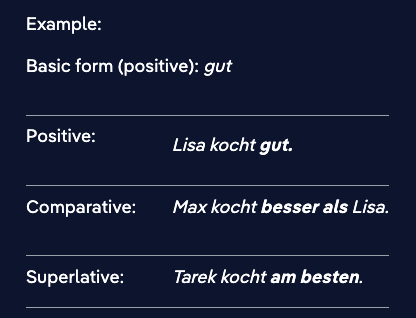 Example:
Basic form (positive): gut
Positive: Lisa kocht gut.
Comparative: Max kocht besser als Lisa.
Superlative: Tarek kocht am besten.